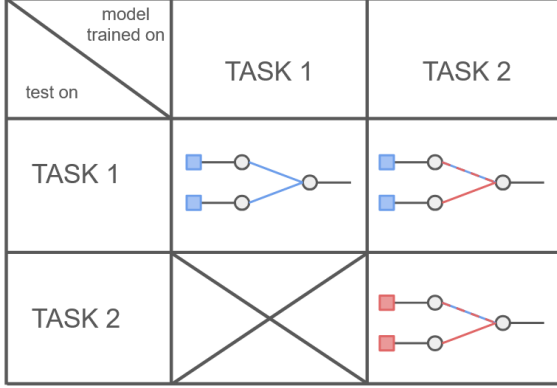 model
trained on
test on
TASK 1
TASK 2
TASK 1
TASK 2